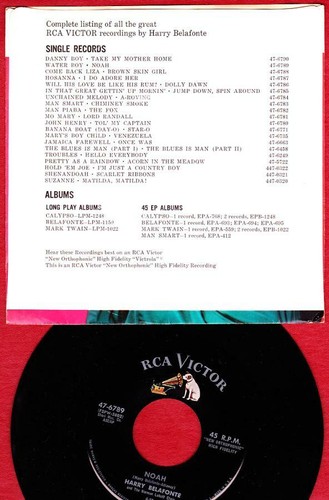 Complete listing of all the great
RCA VICTOR recordings by Harry Belafonte
SINGLE RECORDS
DANNY BOY • TAKE MY MOTHER HOME 47-6790
WATER BOY • NOAH 47-6789
COME BACK LIZA • BROWN SKIN GIRL 47-6788
HOSANNA • I DO ADORE HER 47-6787
WILL HIS LOVE BE LIKE HIS RUM? • DOLLY DAWN 47-6786
IN THAT GREAT GETTIN' UP MORNIN' • JUMP DOWN, SPIN AROUND 47-6785
UNCHAINED MELODY • A-ROVING 47-6784
MAN SMART • CHIMINEY SMOKE 47-6783
MAN PIABA • THE FOX 47-6782
MO MARY • LORD RANDALL 47-6781
JOHN HENRY • TOL' MY CAPTAIN 47-6780
BANANA BOAT (DAY-O) • STAR-O 47-6771
MARY'S BOY CHILD • VENEZUELA 47-6735
JAMAICA FAREWELL • ONCE WAS 47-6663
THE BLUES IS MAN (PART I) • THE BLUES IS MAN (PART II) 47-6458
TROUBLES • HELLO EVERYBODY 47-6249
PRETTY AS A RAINBOW • ACORN IN THE MEADOW 47-5722
HOLD 'EM JOE • I'M JUST A COUNTRY BOY 447-0322
SHENANDOAH • SCARLET RIBBONS 447-0321
SUZANNE • MATILDA, MATILDA! 447-0320
ALBUMS
LONG PLAY ALBUMS
CALYPSO-LPM-1248
BELAFONTE-LPM-1150
MARK TWAIN-LPM-1022
45 EP ALBUMS
CALYPSO-1 record, EPA-768; 2 records, EPB-1248
BELAFONTE-1 record, EPA-693; EPA-694; EPA-695
MARK TWAIN-1 record, EPA-559; 2 records, EPB-1022
MAN SMART-1 record, EPA-412
Hear these Recordings best on an RCA Victor
"New Orthophonic" High Fidelity "Victrola"
This is an RCA Victor "New Orthophonic" High Fidelity Recording
RCA VICTOR
47-6789
45 R.P.M.
"NEW ORTHOPHONIC"
HIGH FIDELITY
NOAH
HARRY BELAFONTE